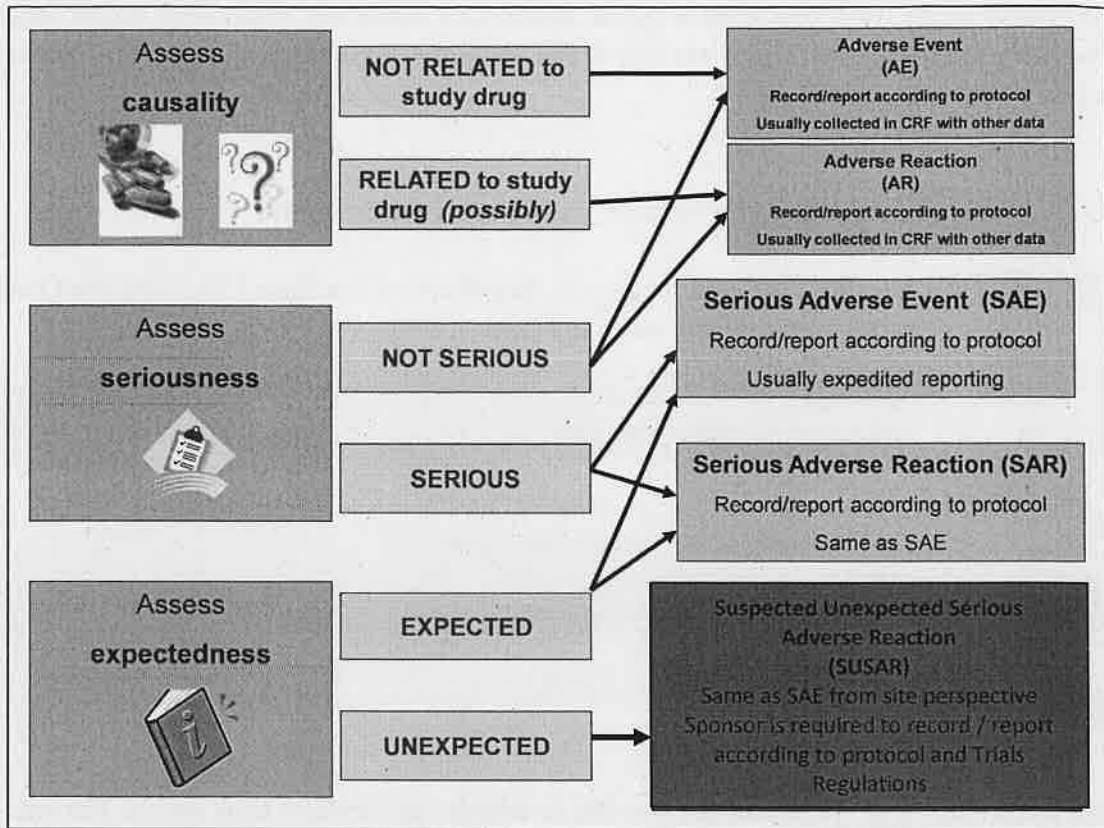 Assess
causality
NOT RELATED to
study drug
RELATED to study
drug (possibly)
Adverse Event
(AE)
Record/report according to protocol
Usually collected in CRF with other data
Adverse Reaction
(AR)
Record/report according to protocol
Usually collected in CRF with other data
Assess
seriousness
NOT SERIOUS
SERIOUS
Serious Adverse Event (SAE)
Record/report according to protocol
Usually expedited reporting
Serious Adverse Reaction (SAR)
Record/report according to protocol
Same as SAE
Assess
expectedness
EXPECTED
UNEXPECTED
Suspected Unexpected Serious
Adverse Reaction
(SUSAR)
Same as SAE from site perspective
Sponsor is required to record / report
according to protocol and Trials
Regulations